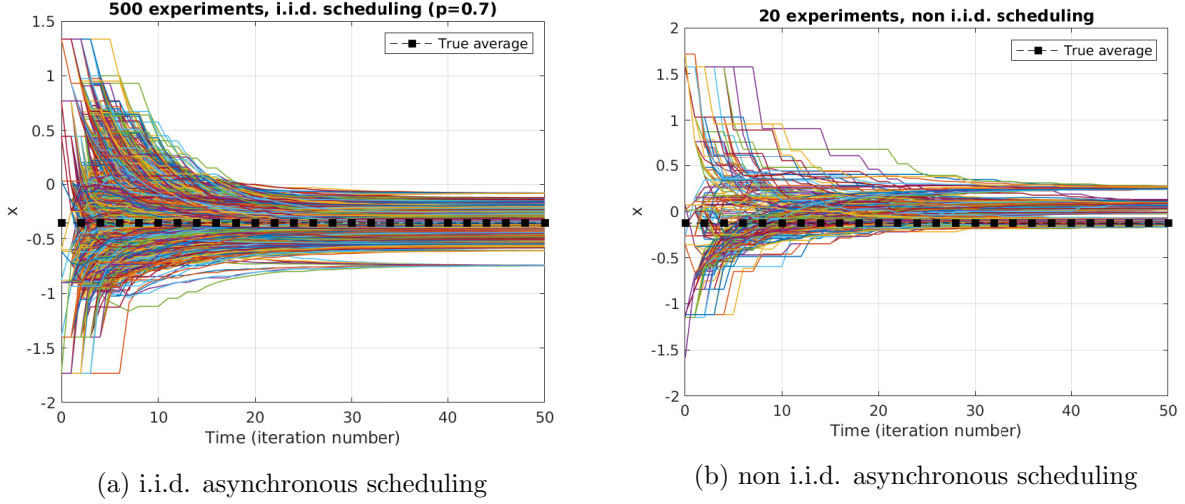 500 experiments, i.i.d. scheduling (p=0.7)
True average
1.5
1
0.5
0
-0.5
-1
-1.5
-2
x
0
10
20
30
40
50
Time (iteration number)
(a) i.i.d. asynchronous scheduling
20 experiments, non i.i.d. scheduling
True average
2
1.5
1
0.5
0
-0.5
-1
-1.5
-2
x
0
10
20
30
40
50
Time (iteration number)
(b) non i.i.d. asynchronous scheduling